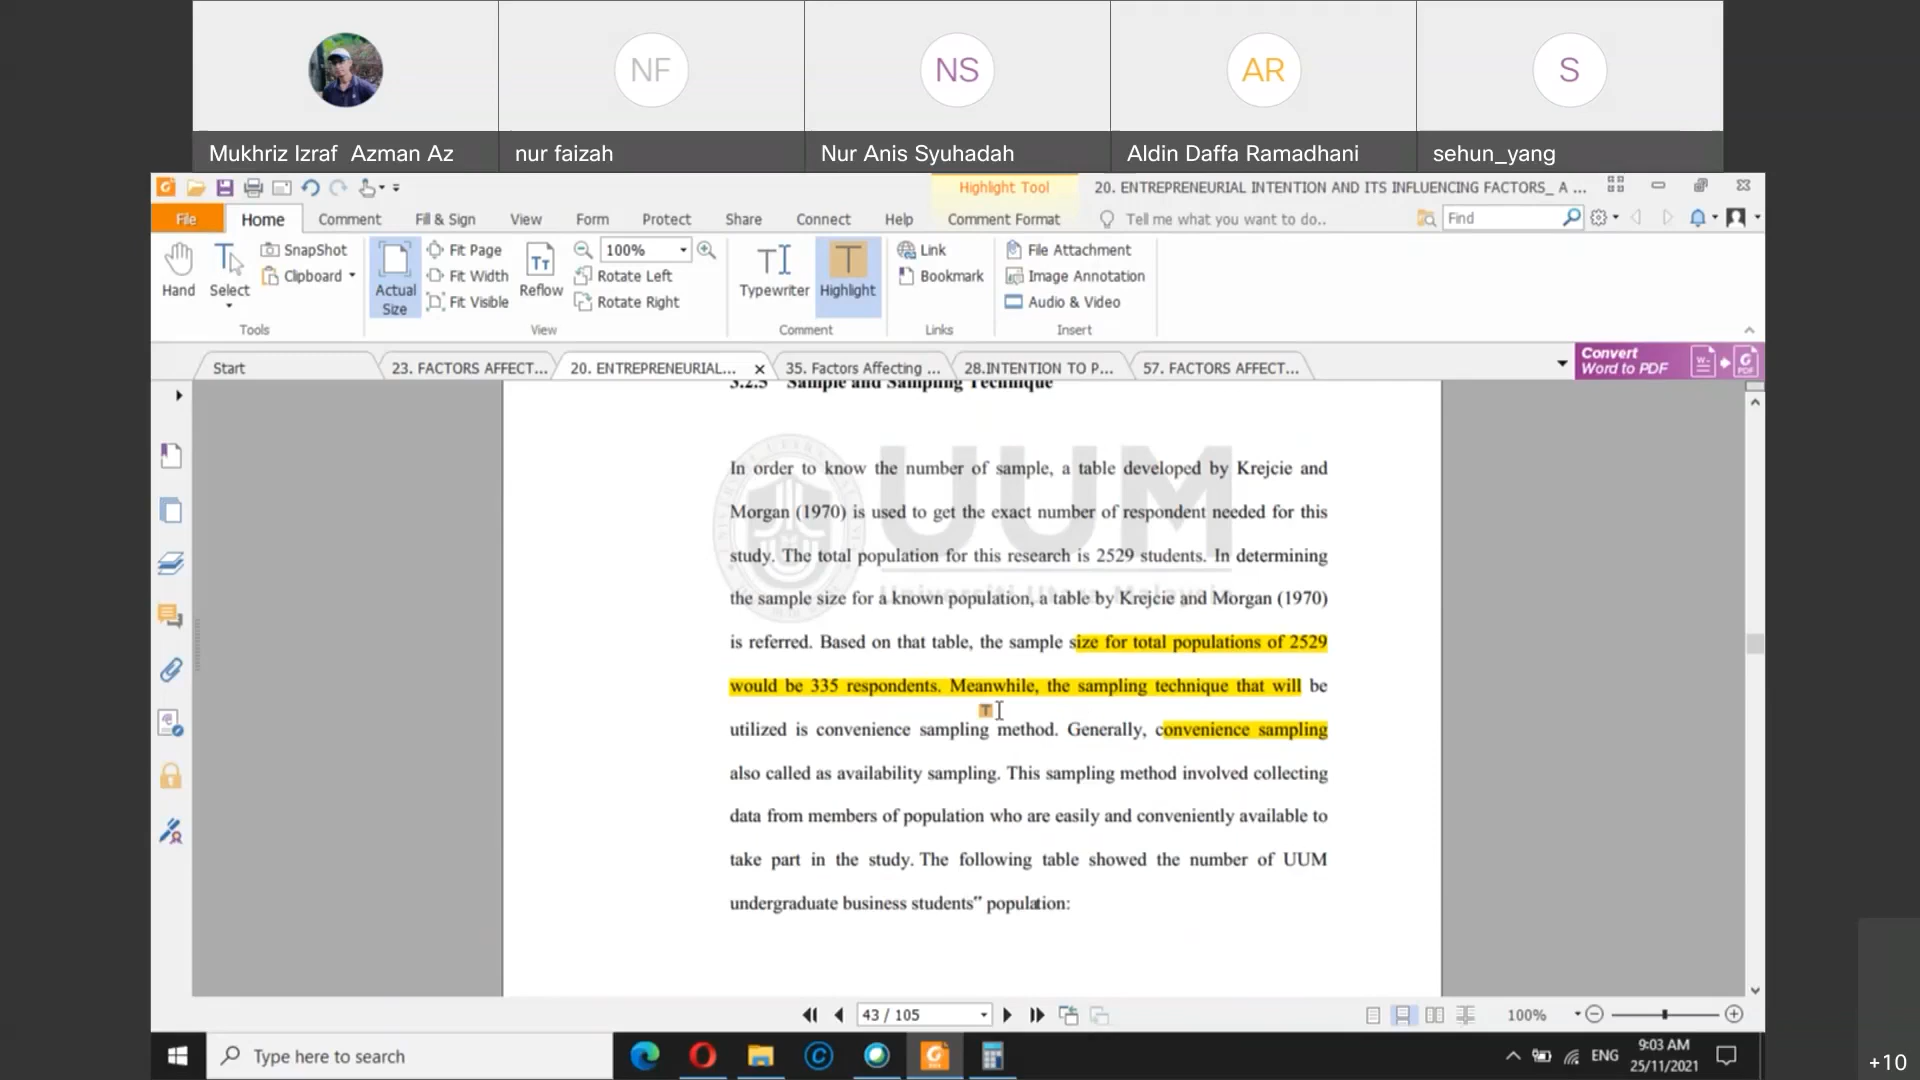 NF
NS
AR
S
Mukhriz Izraf Azman Az
nur faizah
Nur Anis Syuhadah
Aldin Daffa Ramadhani
sehun_yang
Highlight Tool
20. ENTREPRENEURIAL INTENTION AND ITS INFLUENCING FACTORS_ A ...
File
Home
Comment
Fill & Sign
View
Form
Protect
Share
Connect
Help
Comment Format
Tell me what you want to do..
Find
Hand
Select
SnapShot
Clipboard
Tools
Actual Size
Fit Page
Fit Width
Fit Visible
Reflow
100%
Rotate Left
Rotate Right
View
Typewriter
Highlight
Comment
Link
Bookmark
Links
File Attachment
Image Annotation
Audio & Video
Insert
Start
23. FACTORS AFFECT...
20. ENTREPRENEURIAL...
35. Factors Affecting ...
28.INTENTION TO P...
57. FACTORS AFFECT...
Convert
Word to PDF
3.2.5 Sample and Sampling Technique
UUM
Universiti Utara Malaysia
In order to know the number of sample, a table developed by Krejcie and
Morgan (1970) is used to get the exact number of respondent needed for this
study. The total population for this research is 2529 students. In determining
the sample size for a known population, a table by Krejcie and Morgan (1970)
is referred. Based on that table, the sample size for total populations of 2529
would be 335 respondents. Meanwhile, the sampling technique that will be
utilized is convenience sampling method. Generally, convenience sampling
also called as availability sampling. This sampling method involved collecting
data from members of population who are easily and conveniently available to
take part in the study. The following table showed the number of UUM
undergraduate business students” population:
43 / 105
100%
Type here to search
ENG
9:03 AM
25/11/2021
+10